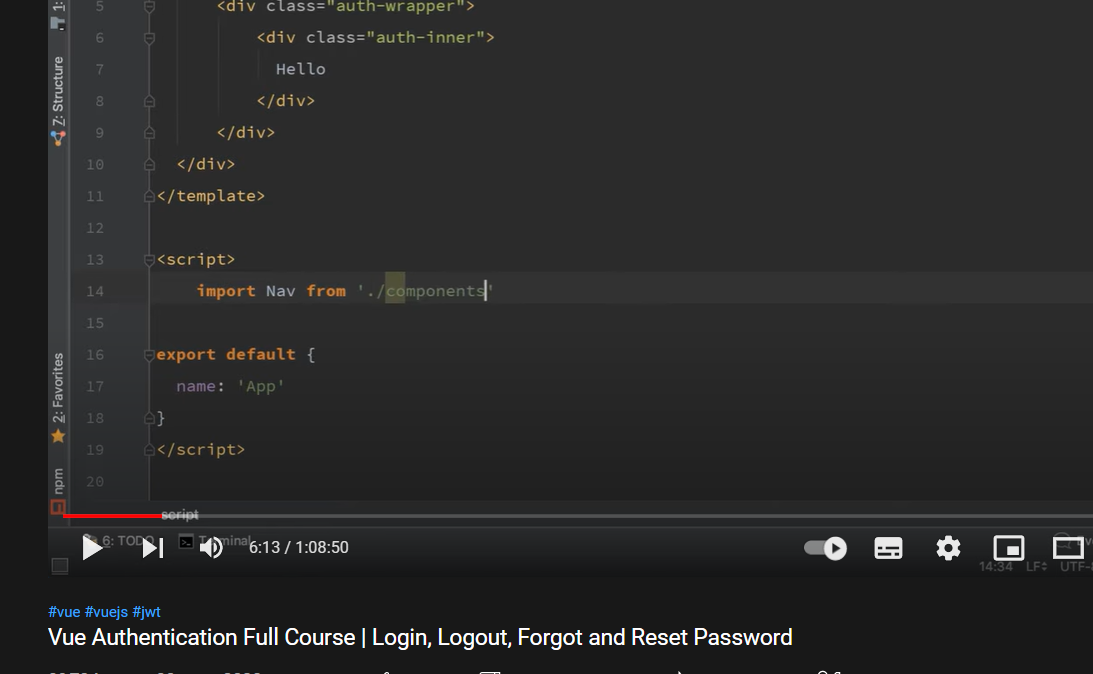 1:
5 <div class="auth-wrapper">
6 <div class="auth-inner">
7 Hello
8 </div>
9 </div>
10 </div>
11 </template>
12
13 <script>
14 import Nav from './components'
15
16 export default {
17 name: 'App'
18 }
19 </script>
20
Z: Structure
2: Favorites
npm
script
6: TODO Terminal
6:13 / 1:08:50
14:34 LF UTF-8
#vue #vuejs #jwt
Vue Authentication Full Course | Login, Logout, Forgot and Reset Password